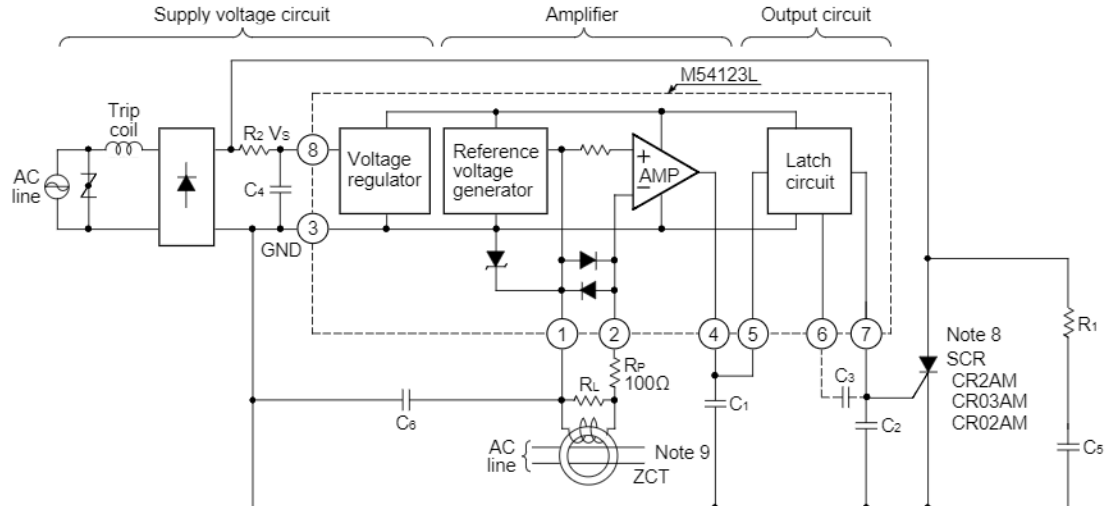 Supply voltage circuit
Amplifier
Output circuit
M54123L
Trip
coil
R2 VS
8
Voltage
regulator
Reference
voltage
generator
+
−
AMP
Latch
circuit
AC
line
C4
3
GND
1
2
4
5
6
7
R1
Note 8
SCR
CR2AM
CR03AM
CR02AM
RP
100Ω
RL
C3
C6
C1
C2
C5
AC
line
Note 9
ZCT